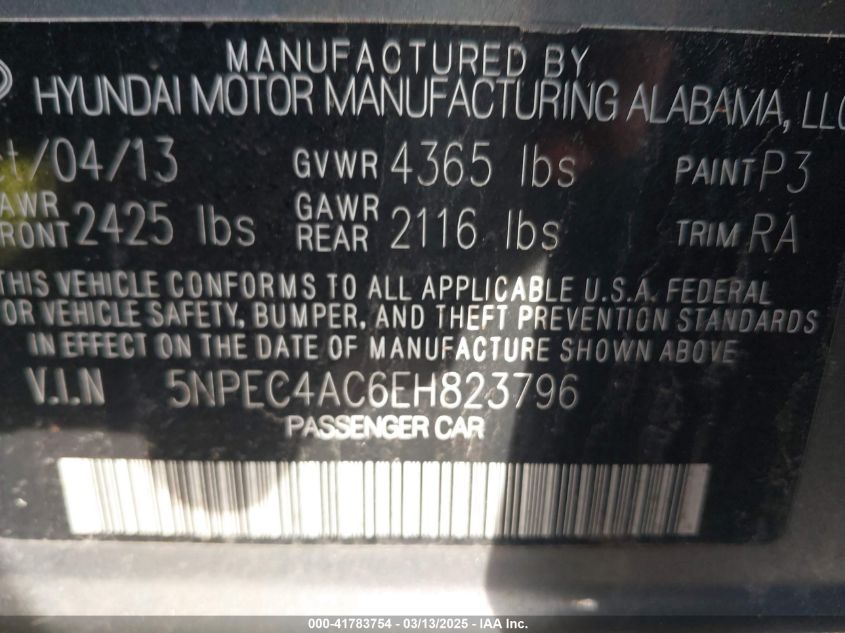 MANUFACTURED BY
HYUNDAI MOTOR MANUFACTURING ALABAMA, LLC
/04/13 GVWR 4365 lbs PAINT P3
AWR FRONT 2425 lbs GAWR REAR 2116 lbs TRIM RA
THIS VEHICLE CONFORMS TO ALL APPLICABLE U.S.A. FEDERAL
OR VEHICLE SAFETY, BUMPER, AND THEFT PREVENTION STANDARDS
IN EFFECT ON THE DATE OF MANUFACTURE SHOWN ABOVE
V.I.N 5NPEC4AC6EH823796
PASSENGER CAR
000-41783754 - 03/13/2025 - IAA Inc.